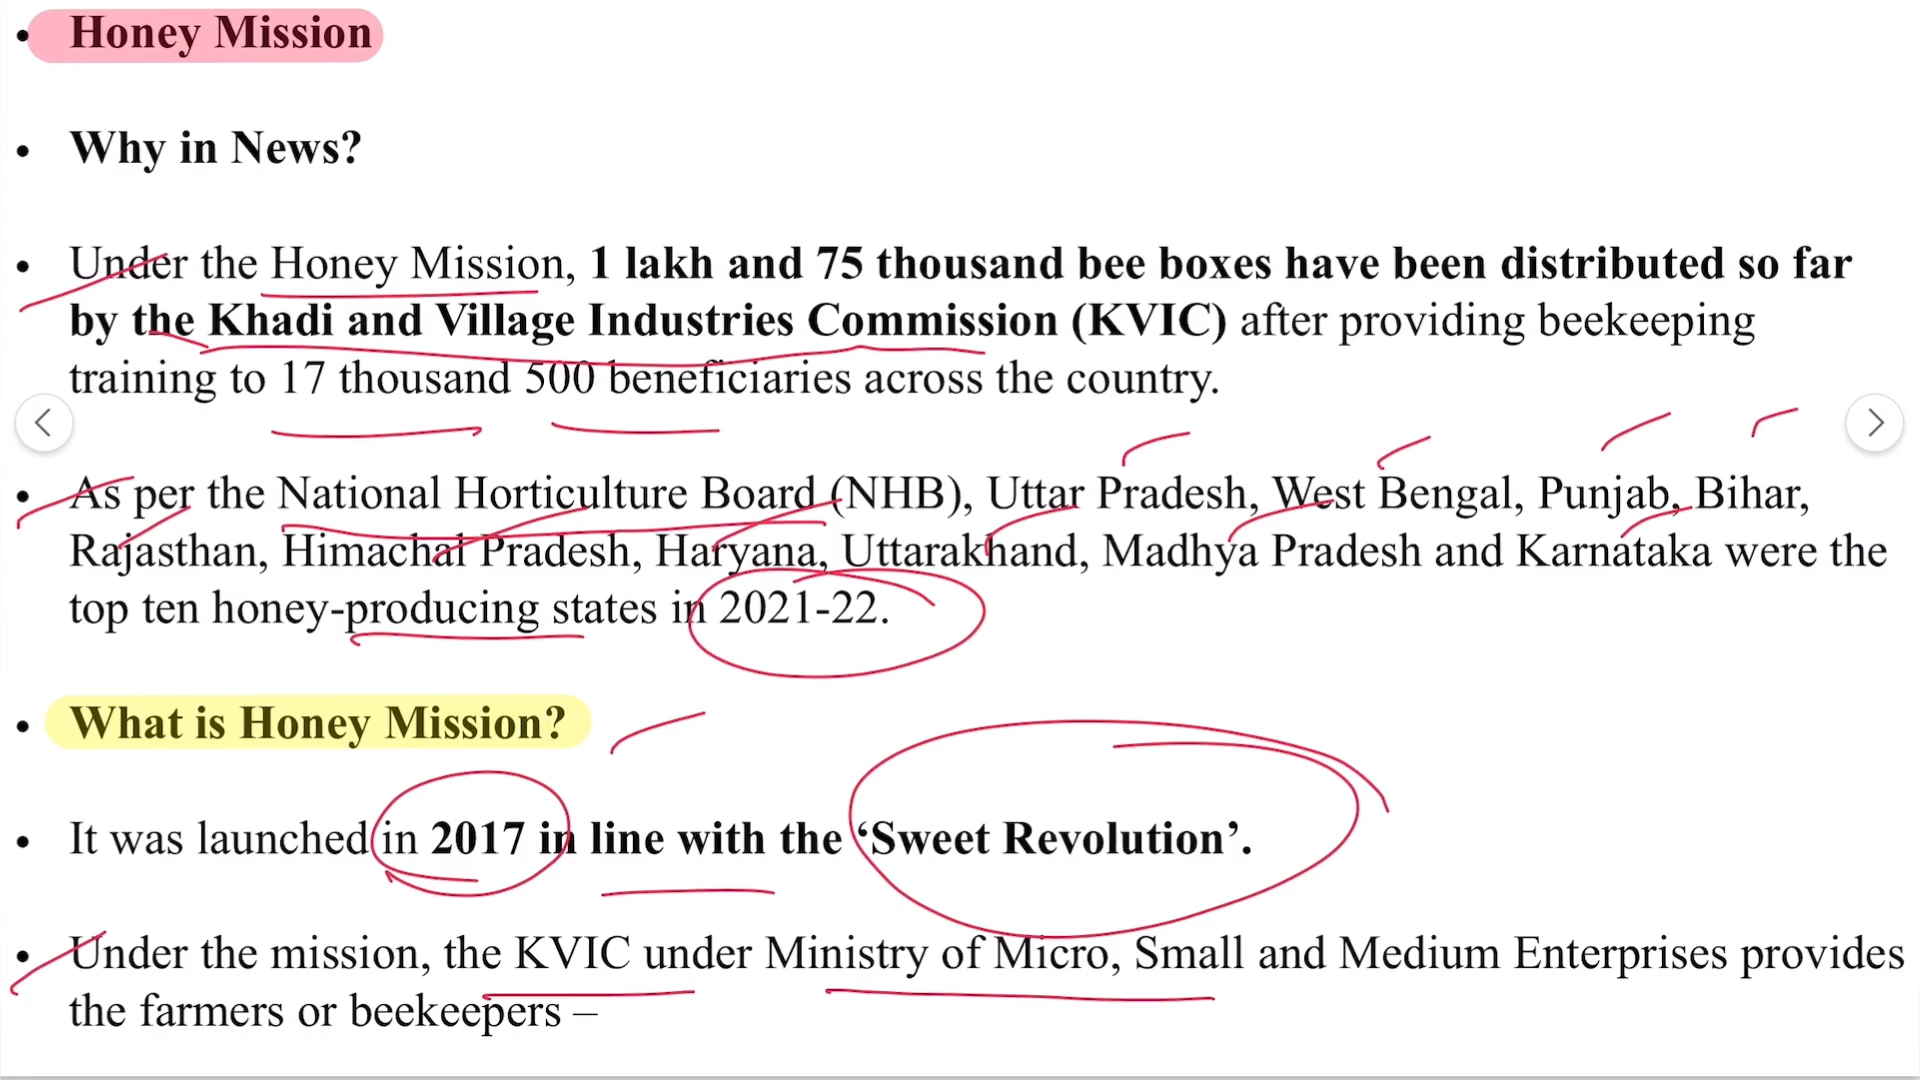 • Honey Mission
• Why in News?
• Under the Honey Mission, 1 lakh and 75 thousand bee boxes have been distributed so far
by the Khadi and Village Industries Commission (KVIC) after providing beekeeping
training to 17 thousand 500 beneficiaries across the country.
• As per the National Horticulture Board (NHB), Uttar Pradesh, West Bengal, Punjab, Bihar,
Rajasthan, Himachal Pradesh, Haryana, Uttarakhand, Madhya Pradesh and Karnataka were the
top ten honey-producing states in 2021-22.
• What is Honey Mission?
• It was launched in 2017 in line with the ‘Sweet Revolution’.
• Under the mission, the KVIC under Ministry of Micro, Small and Medium Enterprises provides
the farmers or beekeepers –